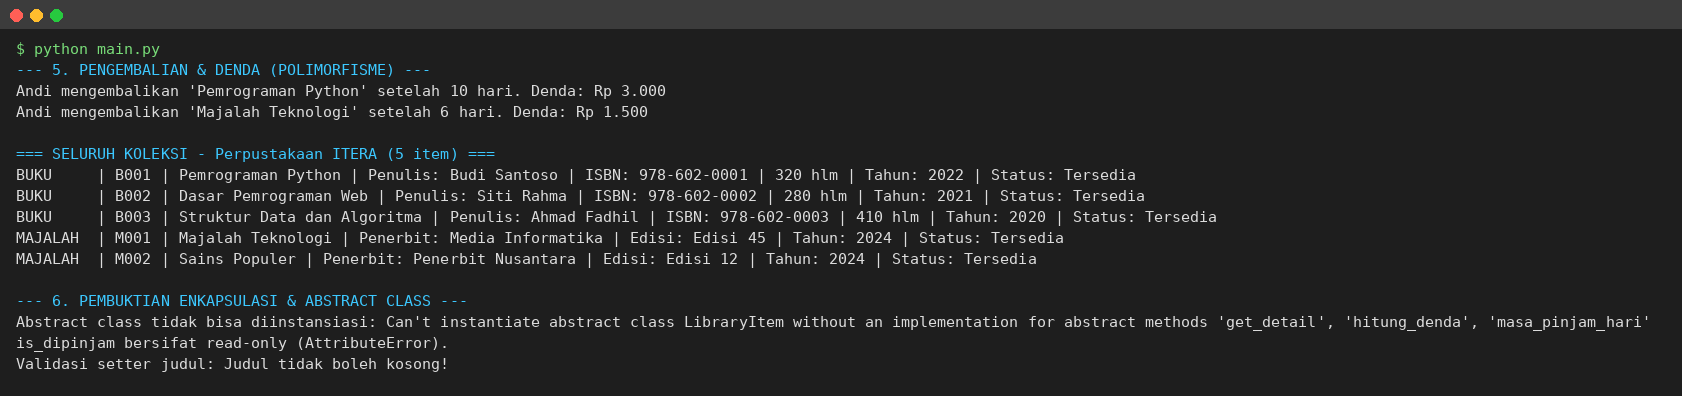 $ python main.py
--- 5. PENGEMBALIAN & DENDA (POLIMORFISME) ---
Andi mengembalikan 'Pemrograman Python' setelah 10 hari. Denda: Rp 3.000
Andi mengembalikan 'Majalah Teknologi' setelah 6 hari. Denda: Rp 1.500
=== SELURUH KOLEKSI - Perpustakaan ITERA (5 item) ===
BUKU     | B001 | Pemrograman Python | Penulis: Budi Santoso | ISBN: 978-602-0001 | 320 hlm | Tahun: 2022 | Status: Tersedia
BUKU     | B002 | Dasar Pemrograman Web | Penulis: Siti Rahma | ISBN: 978-602-0002 | 280 hlm | Tahun: 2021 | Status: Tersedia
BUKU     | B003 | Struktur Data dan Algoritma | Penulis: Ahmad Fadhil | ISBN: 978-602-0003 | 410 hlm | Tahun: 2020 | Status: Tersedia
MAJALAH  | M001 | Majalah Teknologi | Penerbit: Media Informatika | Edisi: Edisi 45 | Tahun: 2024 | Status: Tersedia
MAJALAH  | M002 | Sains Populer | Penerbit: Penerbit Nusantara | Edisi: Edisi 12 | Tahun: 2024 | Status: Tersedia
--- 6. PEMBUKTIAN ENKAPSULASI & ABSTRACT CLASS ---
Abstract class tidak bisa diinstansiasi: Can't instantiate abstract class LibraryItem without an implementation for abstract methods 'get_detail', 'hitung_denda', 'masa_pinjam_hari'
is_dipinjam bersifat read-only (AttributeError).
Validasi setter judul: Judul tidak boleh kosong!